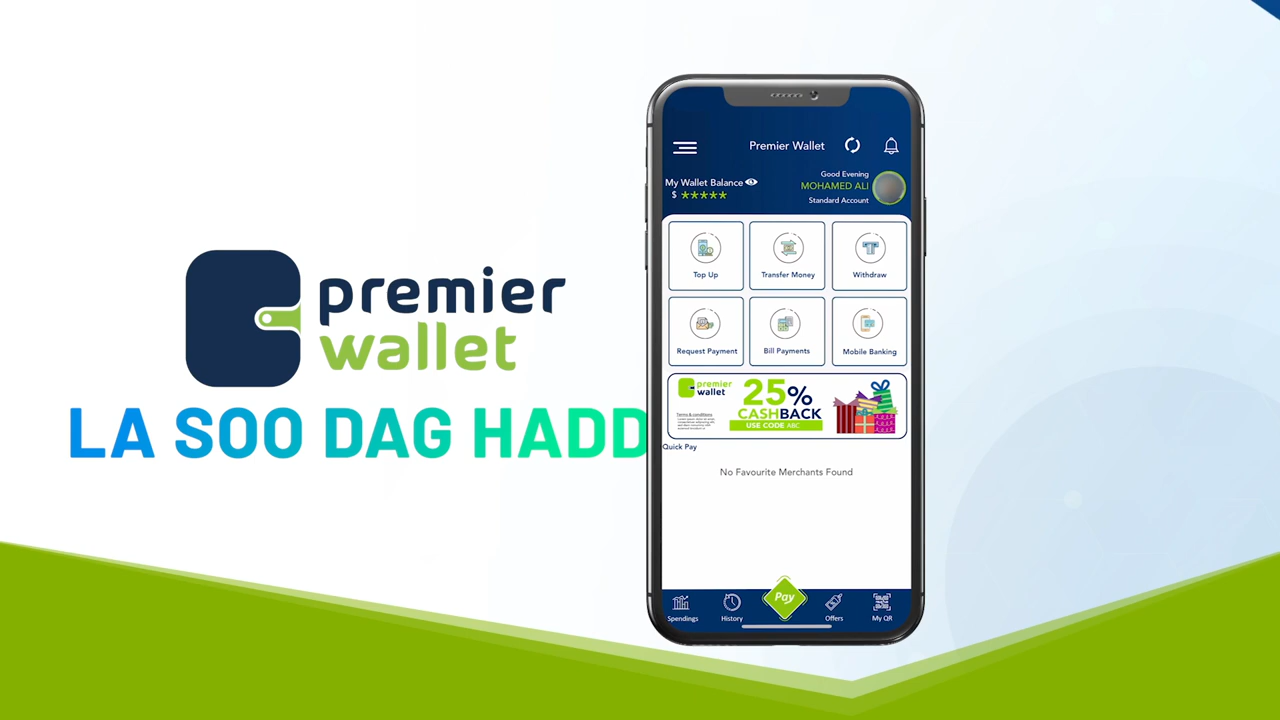 premier
wallet
LA SOO DAG HADD
Premier Wallet
My Wallet Balance
$ *****
Good Evening
MOHAMED ALI
Standard Account
Top Up
Transfer Money
Withdraw
Request Payment
Bill Payments
Mobile Banking
premier
wallet
Terms & conditions
25%
CASHBACK
USE CODE ABC
Quick Pay
No Favourite Merchants Found
Spendings
History
Pay
Offers
My QR